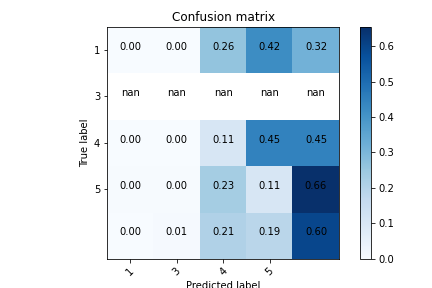 Confusion matrix
1 0.00 0.00 0.26 0.42 0.32
3 nan nan nan nan nan
4 0.00 0.00 0.11 0.45 0.45
5 0.00 0.00 0.23 0.11 0.66
0.00 0.01 0.21 0.19 0.60
True label
1 3 4 5
Predicted label
0.6
0.5
0.4
0.3
0.2
0.1
0.0